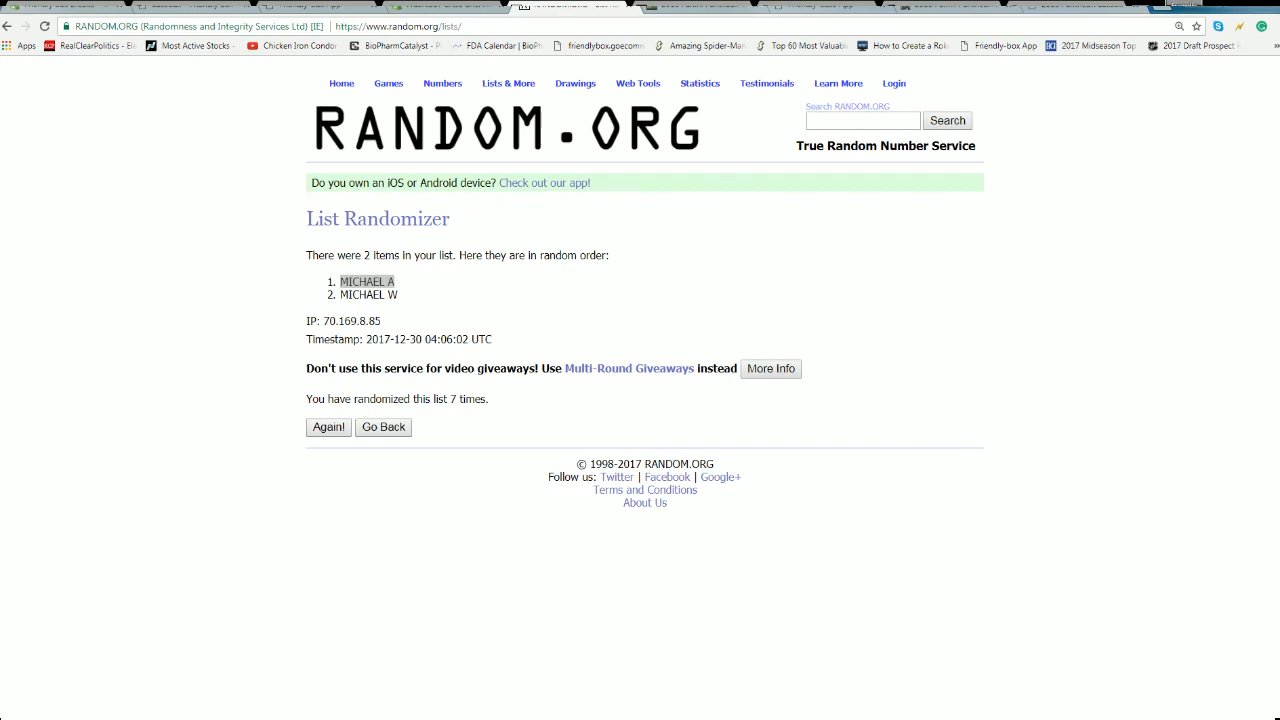 RANDOM.ORG (Randomness and Integrity Services Ltd) [IE] https://www.random.org/lists/
Apps RealClearPolitics - Ele Most Active Stocks - Chicken Iron Condor BioPharmCatalyst - P FDA Calendar | BioPh friendlybox.goecomm Amazing Spider-Man Top 60 Most Valuabl How to Create a Rok Friendly-box App 2017 Midseason Top 2017 Draft Prospect
Home Games Numbers Lists & More Drawings Web Tools Statistics Testimonials Learn More Login
Search RANDOM.ORG
RANDOM.ORG
Search
True Random Number Service
Do you own an iOS or Android device? Check out our app!
List Randomizer
There were 2 items in your list. Here they are in random order:
1. MICHAEL A
2. MICHAEL W
IP: 70.169.8.85
Timestamp: 2017-12-30 04:06:02 UTC
Don't use this service for video giveaways! Use Multi-Round Giveaways instead More Info
You have randomized this list 7 times.
Again! Go Back
© 1998-2017 RANDOM.ORG
Follow us: Twitter | Facebook | Google+
Terms and Conditions
About Us